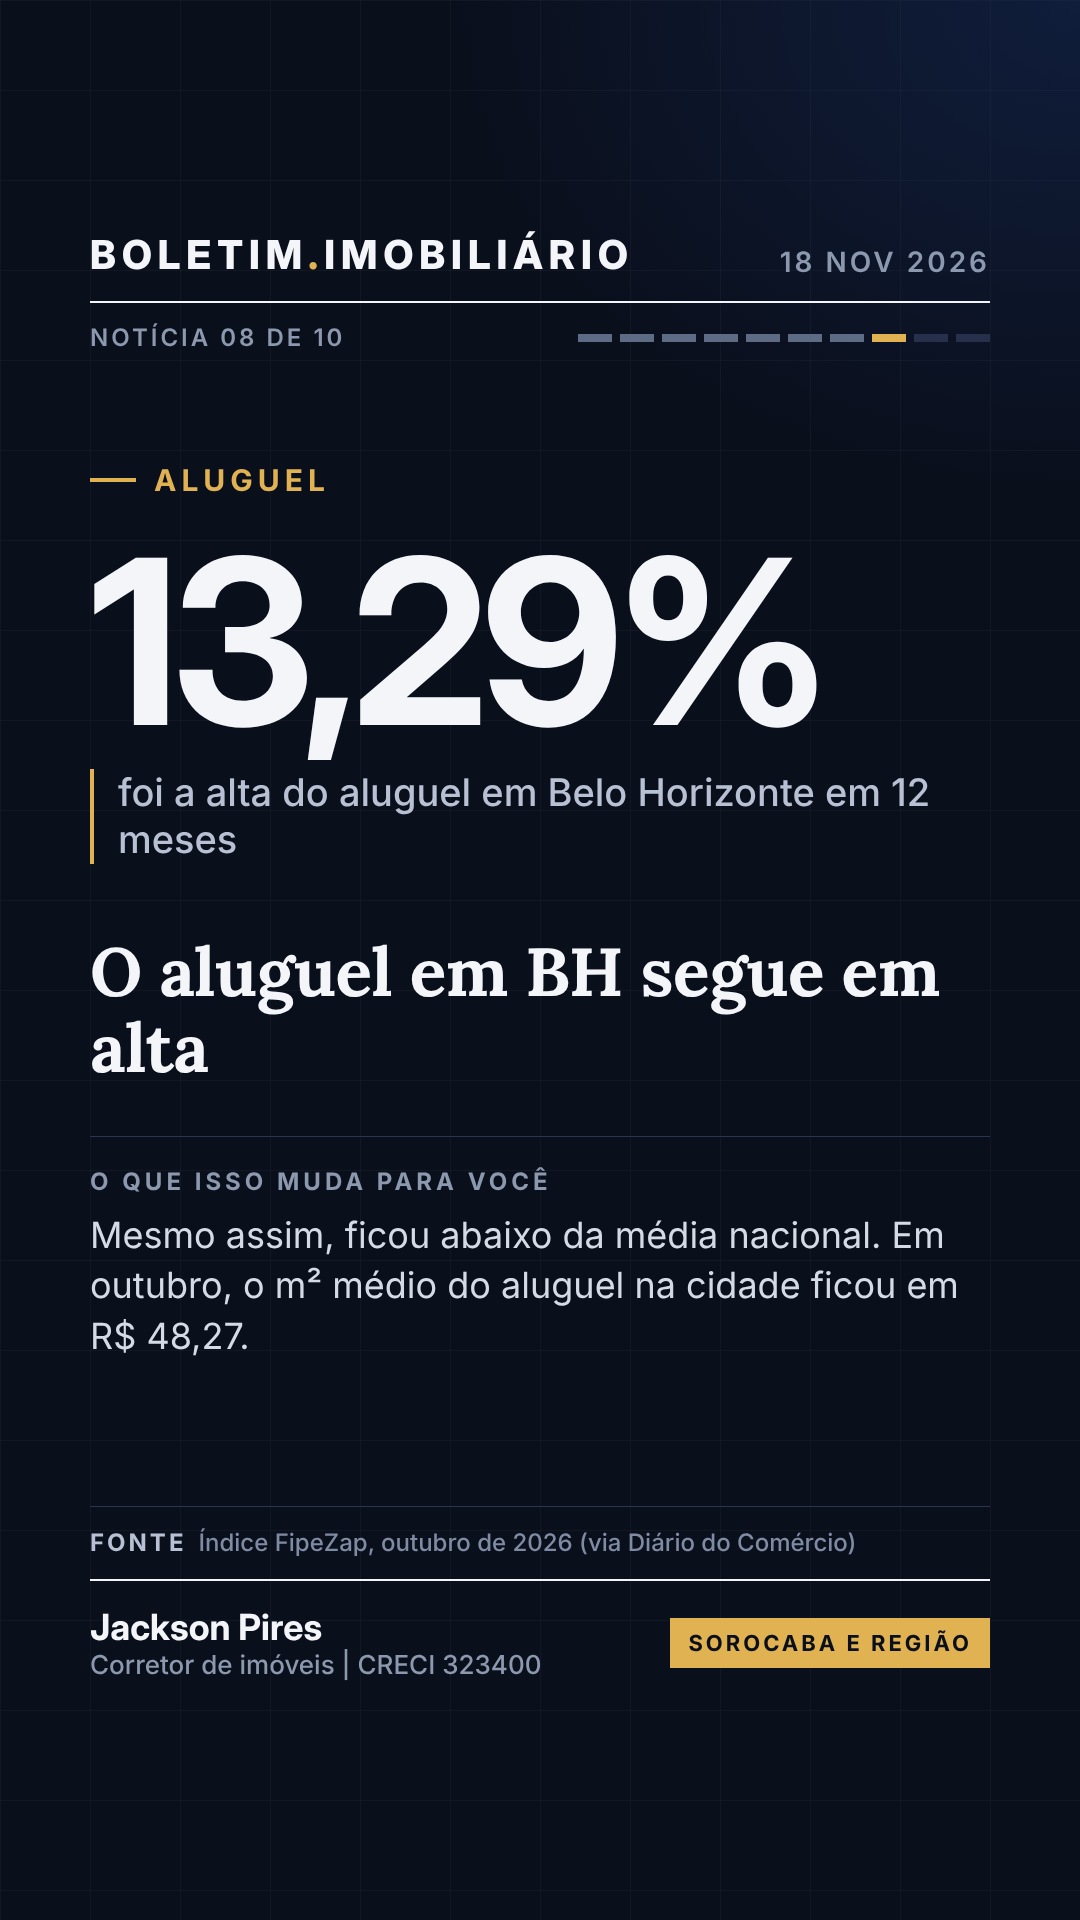 BOLETIM.IMOBILIÁRIO
18 NOV 2026
NOTÍCIA 08 DE 10
ALUGUEL
13,29%
foi a alta do aluguel em Belo Horizonte em 12
meses
O aluguel em BH segue em
alta
O QUE ISSO MUDA PARA VOCÊ
Mesmo assim, ficou abaixo da média nacional. Em
outubro, o m² médio do aluguel na cidade ficou em
R$ 48,27.
FONTE Índice FipeZap, outubro de 2026 (via Diário do Comércio)
Jackson Pires
Corretor de imóveis | CRECI 323400
SOROCABA E REGIÃO